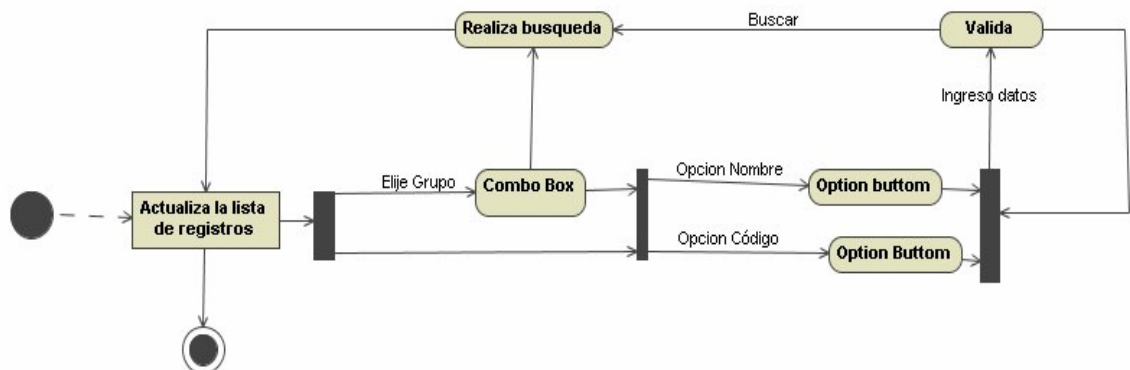 Realiza busqueda
Buscar
Valida
Ingreso datos
Elije Grupo
Combo Box
Opcion Nombre
Option buttom
Actualiza la lista
de registros
Opcion Código
Option Buttom